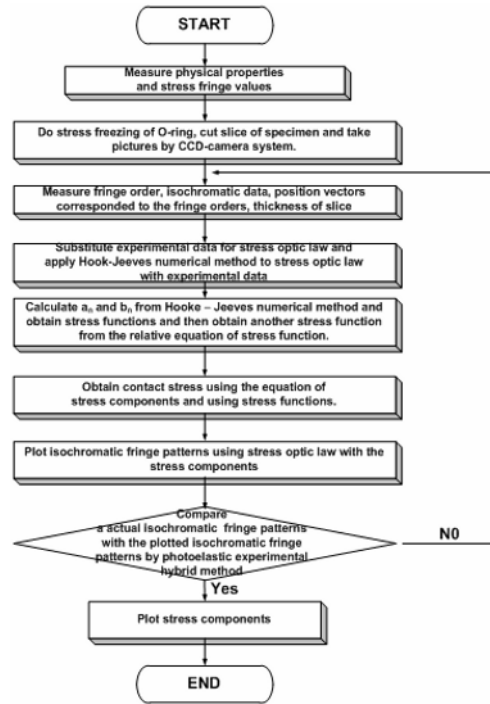 START
Measure physical properties
and stress fringe values
Do stress freezing of O-ring, cut slice of specimen and take
pictures by CCD-camera system.
Measure fringe order, isochromatic data, position vectors
corresponded to the fringe orders, thickness of slice
Substitute experimental data for stress optic law and
apply Hook-Jeeves numerical method to stress optic law
with experimental data
Calculate aₙ and bₙ from Hooke – Jeeves numerical method and
obtain stress functions and then obtain another stress function
from the relative equation of stress function.
Obtain contact stress using the equation of
stress components and using stress functions.
Plot isochromatic fringe patterns using stress optic law with the
stress components
Compare
a actual isochromatic fringe patterns
with the plotted isochromatic fringe
patterns by photoelastic experimental
hybrid method
N0
Yes
Plot stress components
END